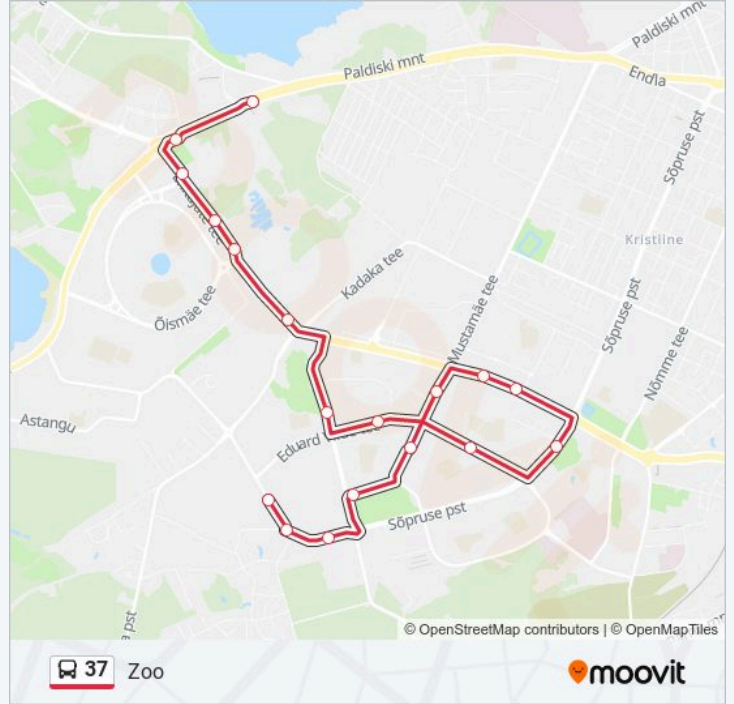 Paldiski mnt
Paldiski mnt
Endla
Sõpruse pst
Kristiine
Kadaka tee
Mustamäe tee
Õismäe tee
Sõpruse pst
Nõmme tee
Astangu
Eduard
Sõpruse pst
pst
© OpenStreetMap contributors | © OpenMapTiles
37 Zoo
moovit